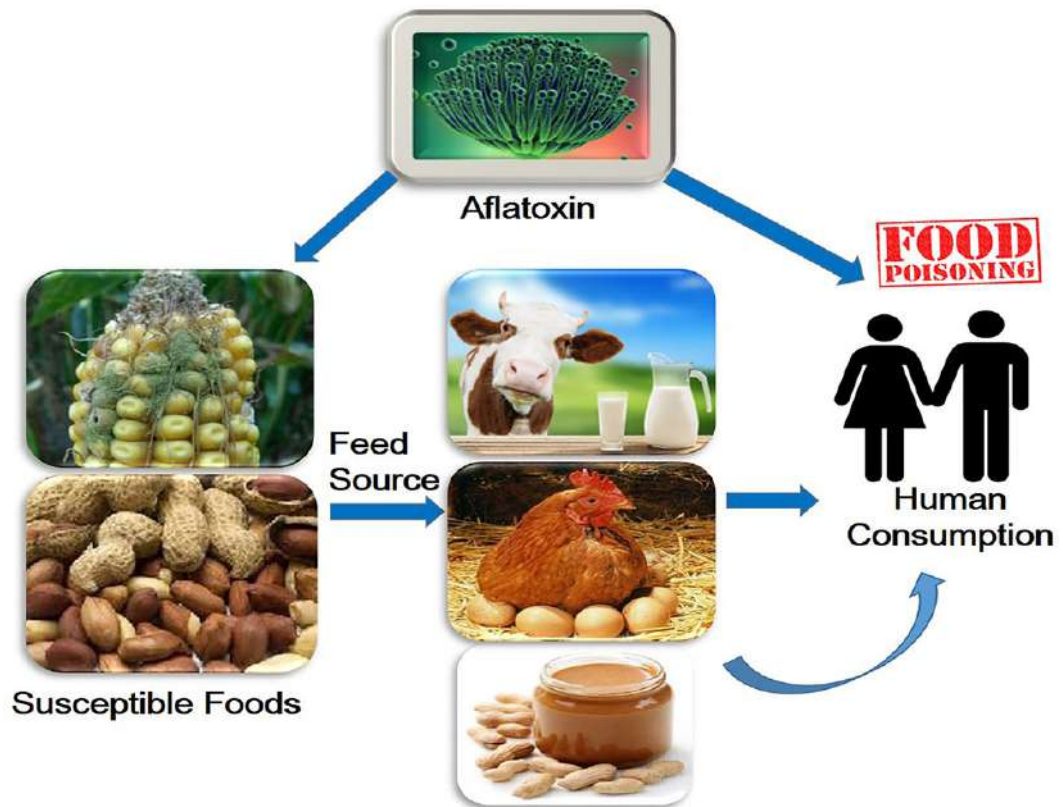 Aflatoxin
FOOD
POISONING
Feed
Source
Human
Consumption
Susceptible Foods